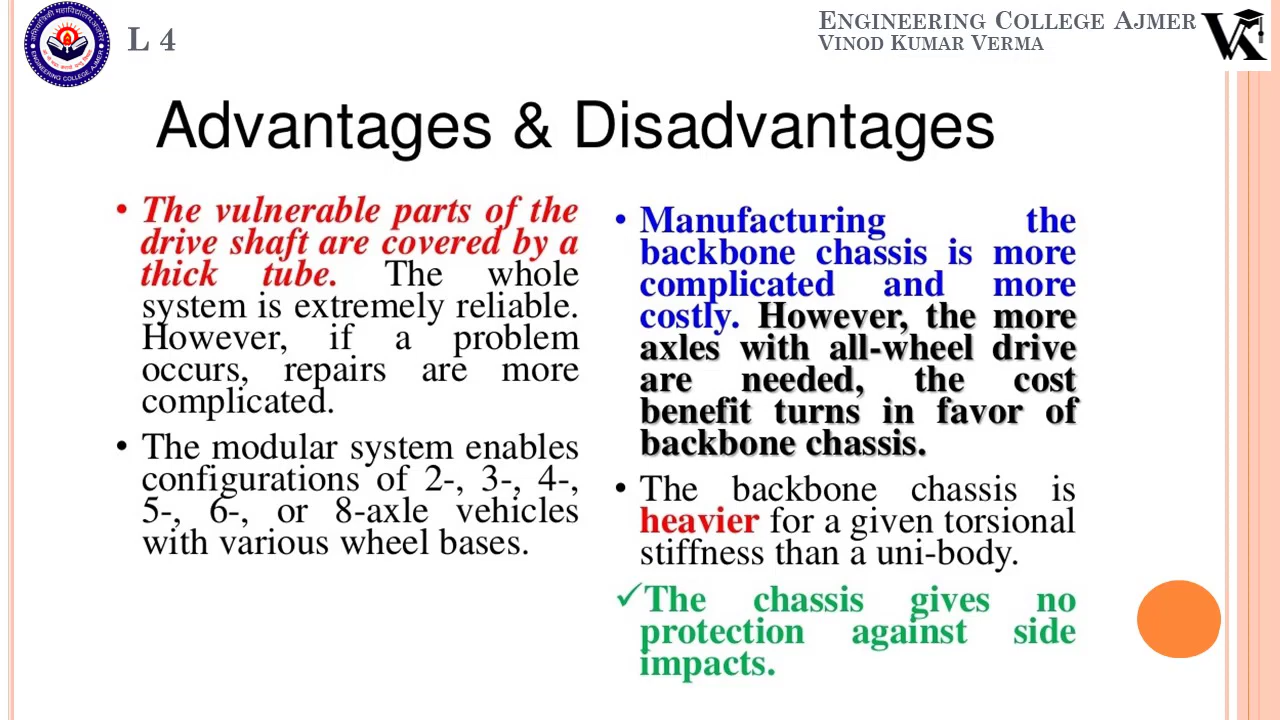 L 4
ENGINEERING COLLEGE AJMER
VINOD KUMAR VERMA
Advantages & Disadvantages
• The vulnerable parts of the
drive shaft are covered by a
thick tube. The whole
system is extremely reliable.
However, if a problem
occurs, repairs are more
complicated.
• The modular system enables
configurations of 2-, 3-, 4-,
5-, 6-, or 8-axle vehicles
with various wheel bases.
• Manufacturing the
backbone chassis is more
complicated and more
costly. However, the more
axles with all-wheel drive
are needed, the cost
benefit turns in favor of
backbone chassis.
• The backbone chassis is
heavier for a given torsional
stiffness than a uni-body.
✓The chassis gives no
protection against side
impacts.
ENGINEERING COLLEGE, AJMER